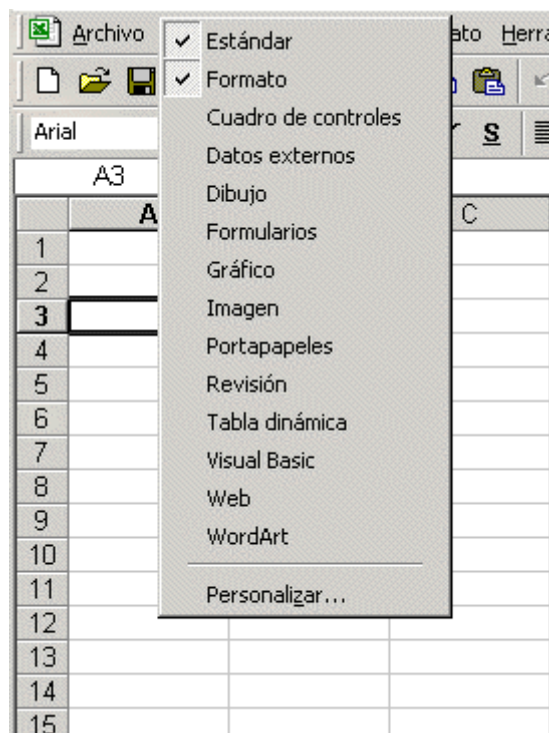 Archivo ato Herra
Arial S
A3
A C
1
2
3
4
5
6
7
8
9
10
11
12
13
14
15
Estándar
Formato
Cuadro de controles
Datos externos
Dibujo
Formularios
Gráfico
Imagen
Portapapeles
Revisión
Tabla dinámica
Visual Basic
Web
WordArt
Personalizar...